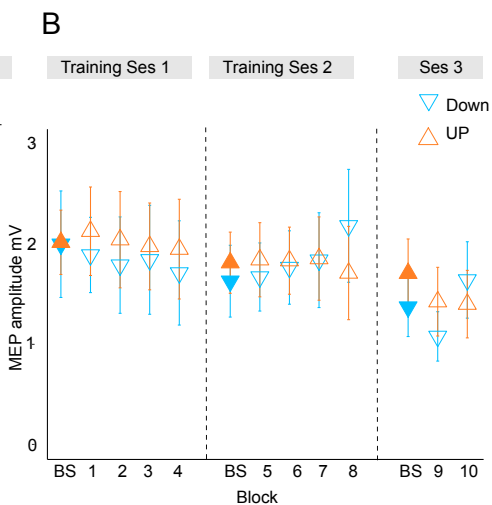 B
Training Ses 1
Training Ses 2
Ses 3
Down
UP
MEP amplitude mV
3
2
1
0
BS 1 2 3 4 BS 5 6 7 8 BS 9 10
Block